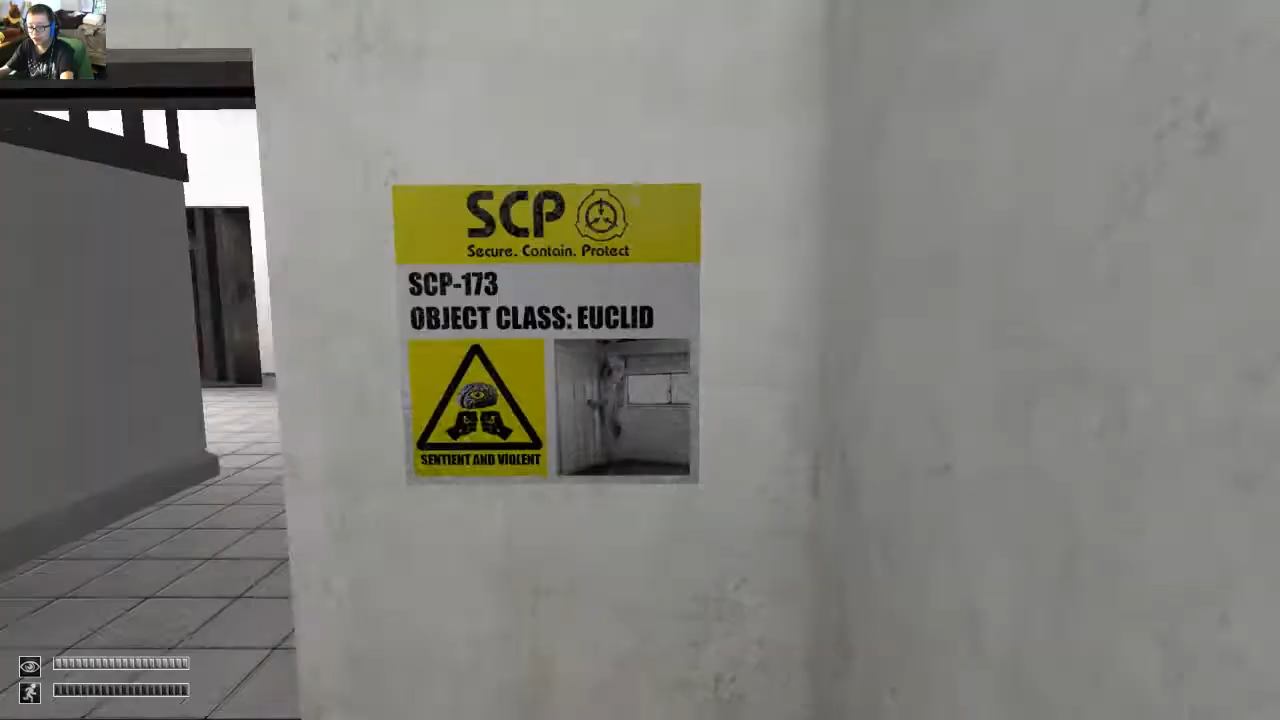 SCP
Secure. Contain. Protect
SCP-173
OBJECT CLASS: EUCLID
SENTIENT AND VIOLENT